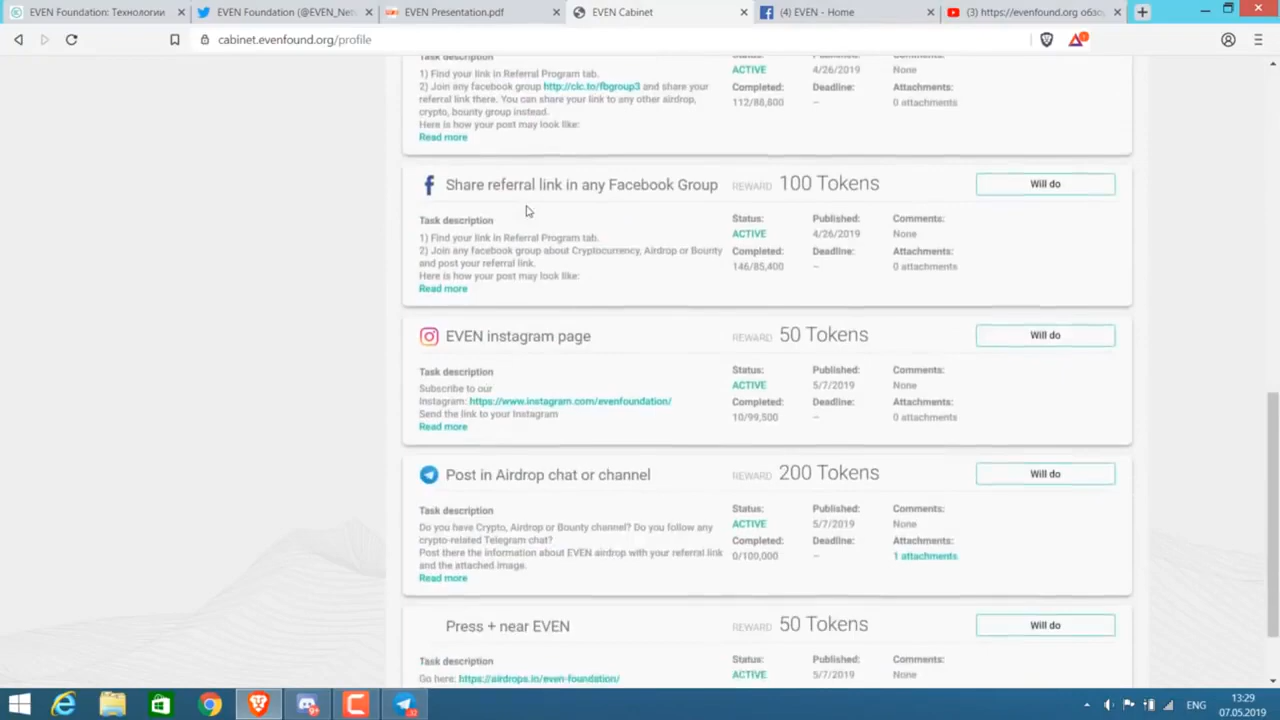 EVEN Foundation: Технологии
EVEN Foundation (@EVEN_Net
EVEN Presentation.pdf
EVEN Cabinet
(4) EVEN - Home
(3) https://evenfound.org обзо
cabinet.evenfound.org/profile
Task description
1) Find your link in Referral Program tab.
2) Join any facebook group http://clc.to/fbgroup3 and share your
referral link there. You can share your link to any other airdrop,
crypto, bounty group instead.
Here is how your post may look like:
Read more
Status:
ACTIVE
4/26/2019
None
Completed:
Deadline:
Attachments:
112/88,800
–
0 attachments
Share referral link in any Facebook Group
REWARD 100 Tokens
Will do
Task description
1) Find your link in Referral Program tab.
2) Join any facebook group about Cryptocurrency, Airdrop or Bounty
and post your referral link.
Here is how your post may look like:
Read more
Status:
Published:
Comments:
ACTIVE
4/26/2019
None
Completed:
Deadline:
Attachments:
146/85,400
–
0 attachments
EVEN instagram page
REWARD 50 Tokens
Will do
Task description
Subscribe to our
Instagram: https://www.instagram.com/evenfoundation/
Send the link to your Instagram
Read more
Status:
Published:
Comments:
ACTIVE
5/7/2019
None
Completed:
Deadline:
Attachments:
10/99,500
–
0 attachments
Post in Airdrop chat or channel
REWARD 200 Tokens
Will do
Task description
Do you have Crypto, Airdrop or Bounty channel? Do you follow any
crypto-related Telegram chat?
Post there the information about EVEN airdrop with your referral link
and the attached image.
Read more
Status:
Published:
Comments:
ACTIVE
5/7/2019
None
Completed:
Deadline:
Attachments:
0/100,000
–
1 attachments
Press + near EVEN
REWARD 50 Tokens
Will do
Task description
Go here: https://airdrops.io/even-foundation/
Status:
Published:
Comments:
ACTIVE
5/7/2019
None
ENG
13:29
07.05.2019